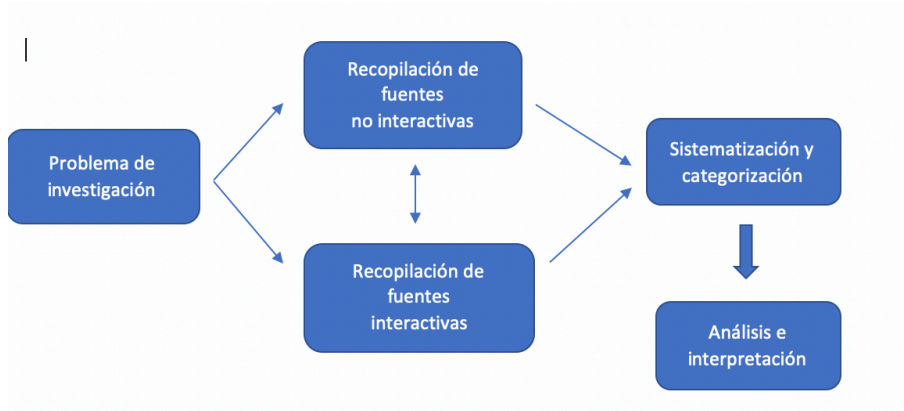 Problema de
investigación
Recopilación de
fuentes
no interactivas
Recopilación de
fuentes
interactivas
Sistematización y
categorización
Análisis e
interpretación